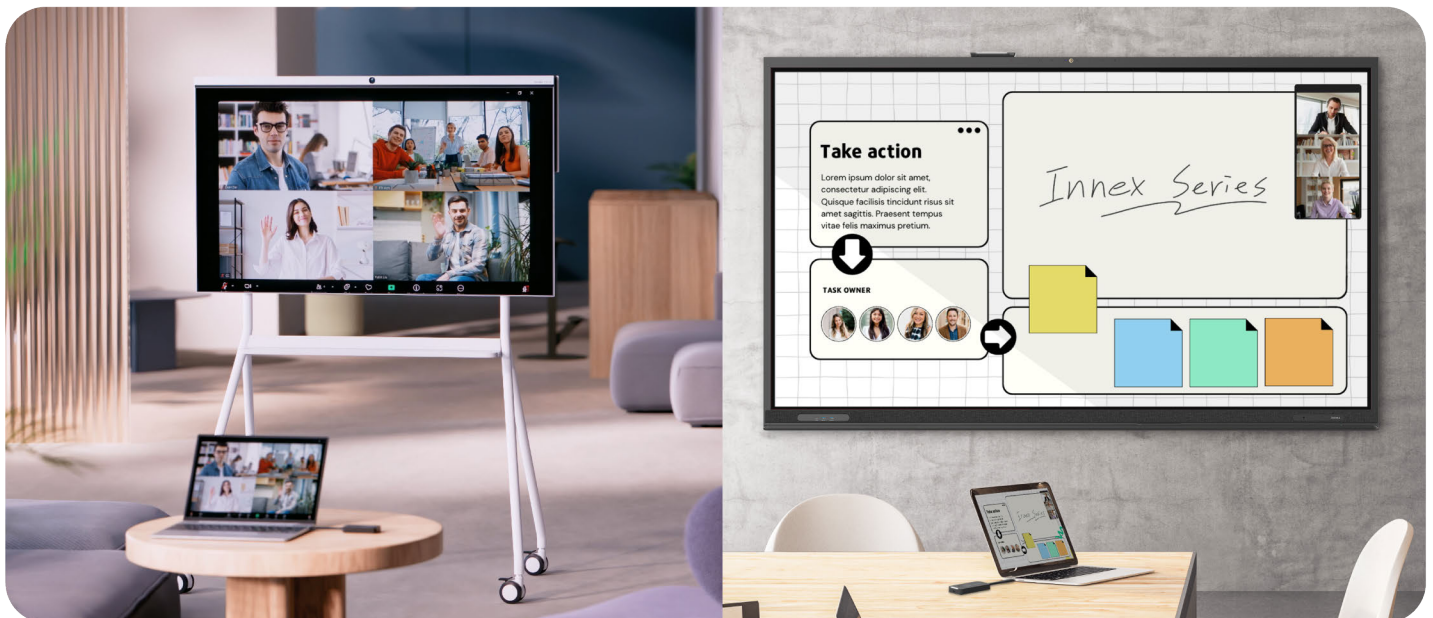 Take action
Lorem ipsum dolor sit amet,
consectetur adipiscing elit.
Quisque facilisis tincidunt risus sit
amet sagittis. Praesent tempus
vitae felis maximus pretium.
TASK OWNER
Innex Series